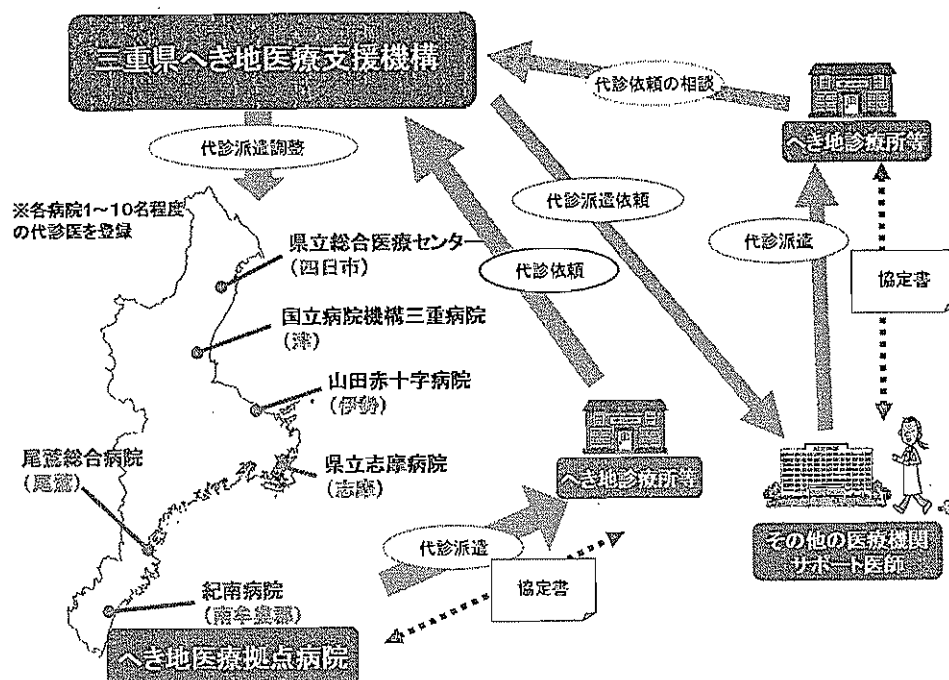 三重県へき地医療支援機構
代診依頼の相談
へき地診療所等
代診派遣調整
※各病院1～10名程度
の代診医を登録
代診派遣依頼
代診派遣
協定書
県立総合医療センター
(四日市)
代診依頼
国立病院機構三重病院
(津)
山田赤十字病院
(伊勢)
尾鷲総合病院
(尾鷲)
県立志摩病院
(志摩)
へき地診療所等
その他の医療機関
サポート医師
代診派遣
協定書
紀南病院
(南牟婁郡)
へき地医療拠点病院